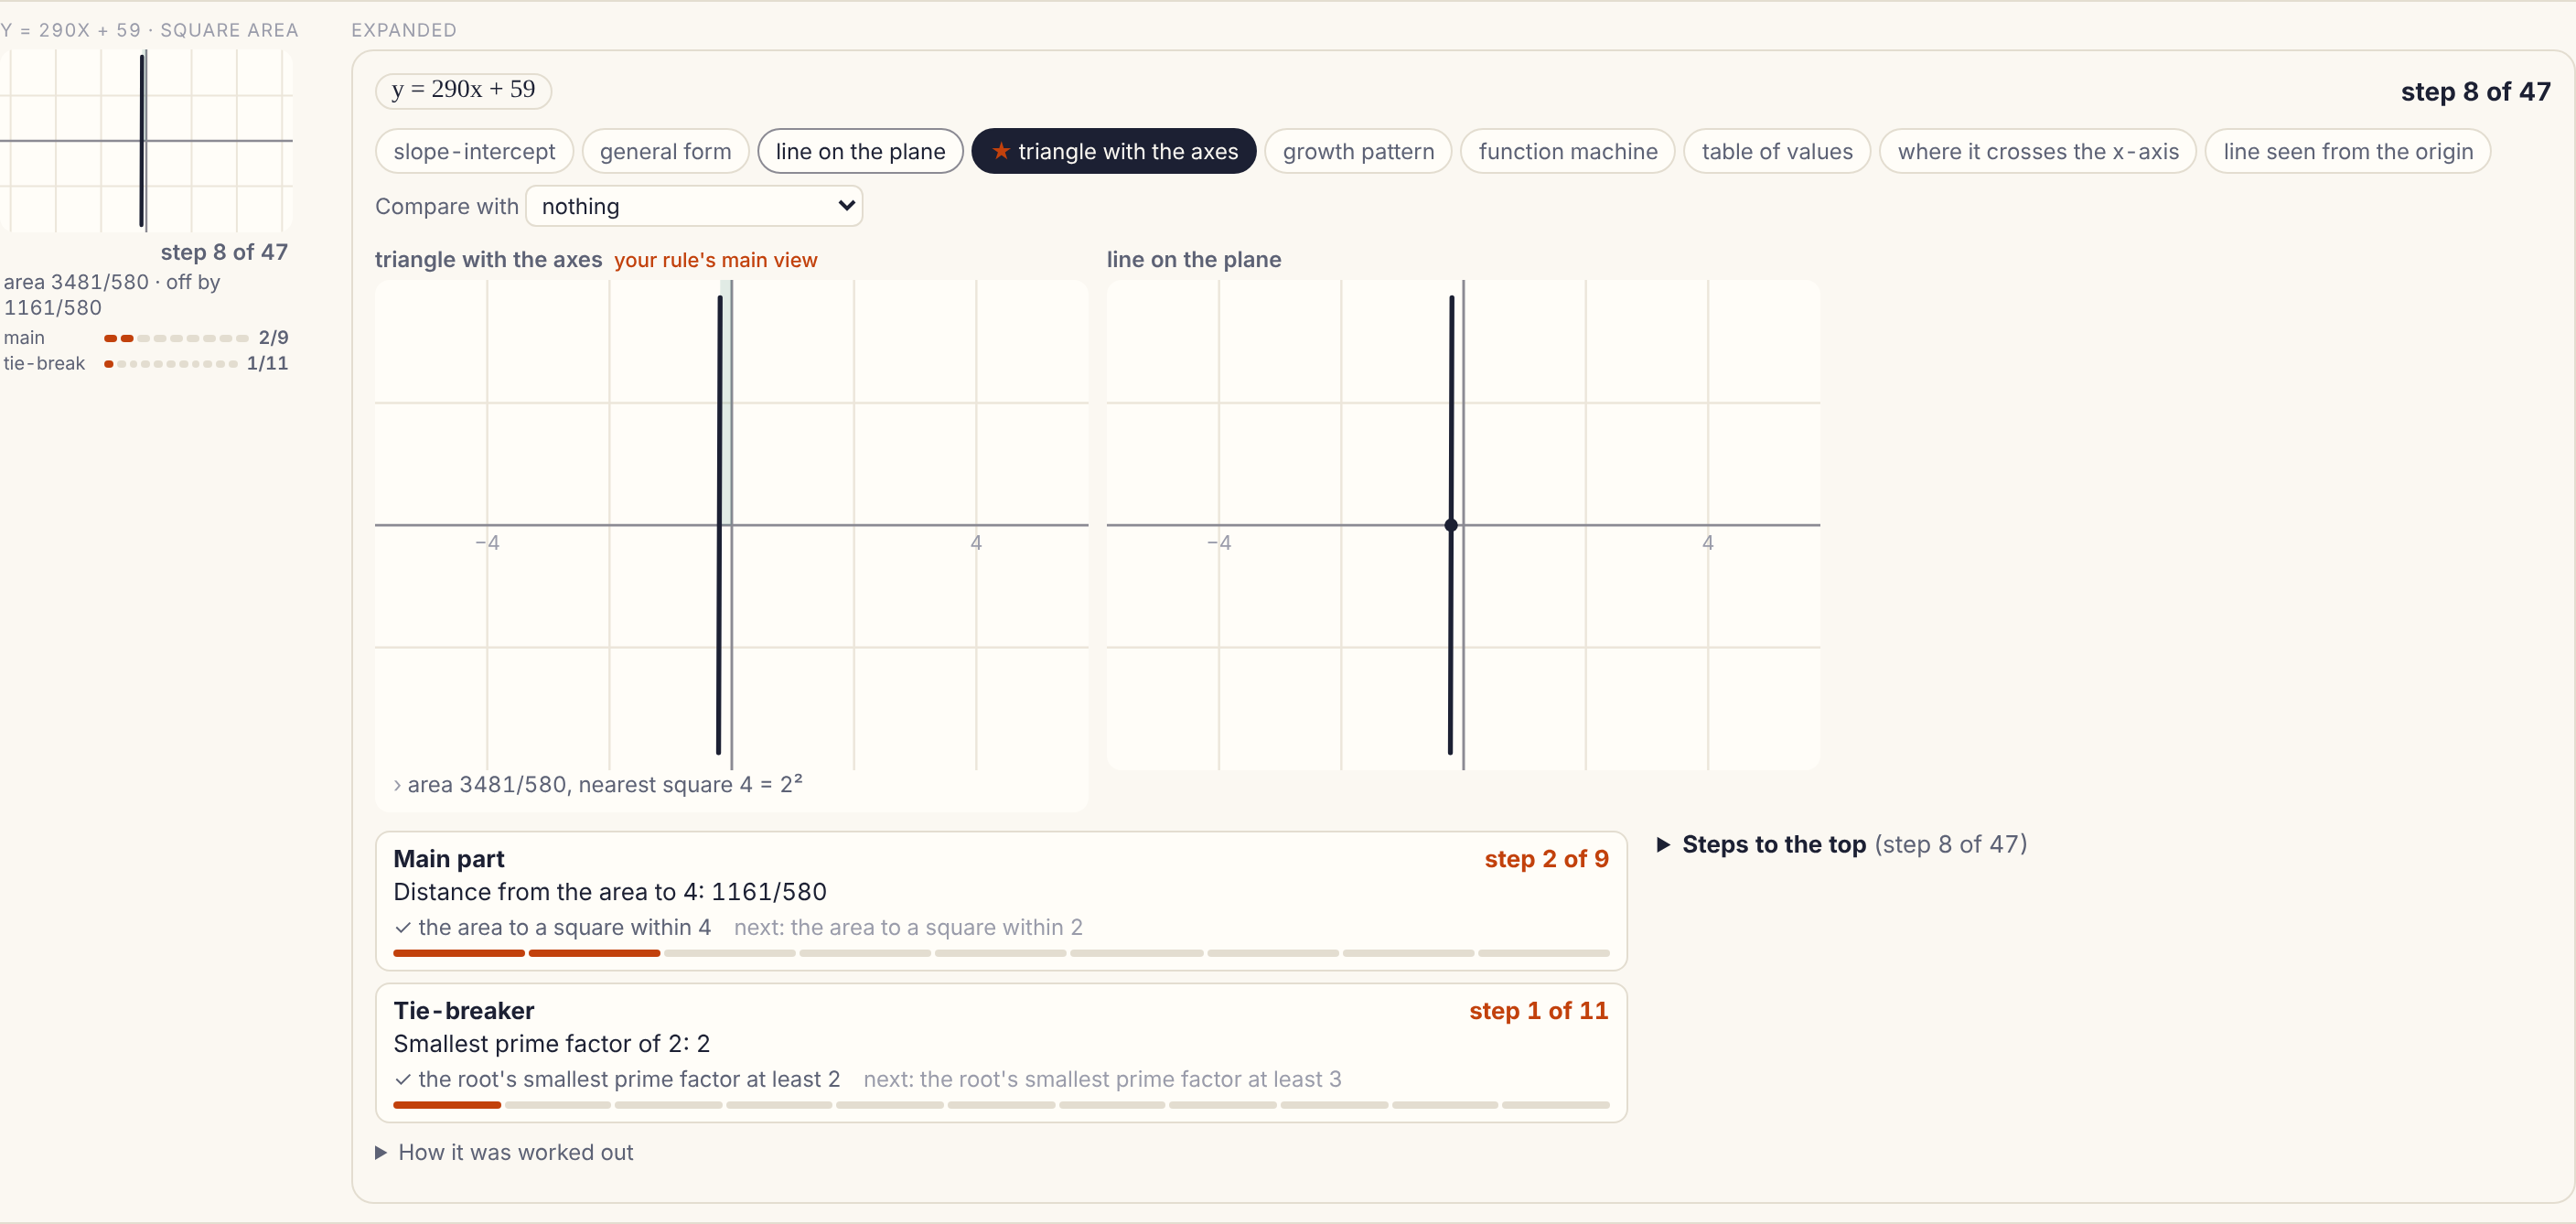 Y = 290X + 59 · SQUARE AREA
step 8 of 47
area 3481/580 · off by
1161/580
main 2/9
tie-break 1/11
EXPANDED
y = 290x + 59
step 8 of 47
slope-intercept general form line on the plane ★ triangle with the axes growth pattern function machine table of values where it crosses the x-axis line seen from the origin
Compare with nothing
triangle with the axes your rule's main view
−4 4
› area 3481/580, nearest square 4 = 2²
line on the plane
−4 4
Main part step 2 of 9
Distance from the area to 4: 1161/580
✓ the area to a square within 4 next: the area to a square within 2
Tie-breaker step 1 of 11
Smallest prime factor of 2: 2
✓ the root's smallest prime factor at least 2 next: the root's smallest prime factor at least 3
▶ How it was worked out
▶ Steps to the top (step 8 of 47)